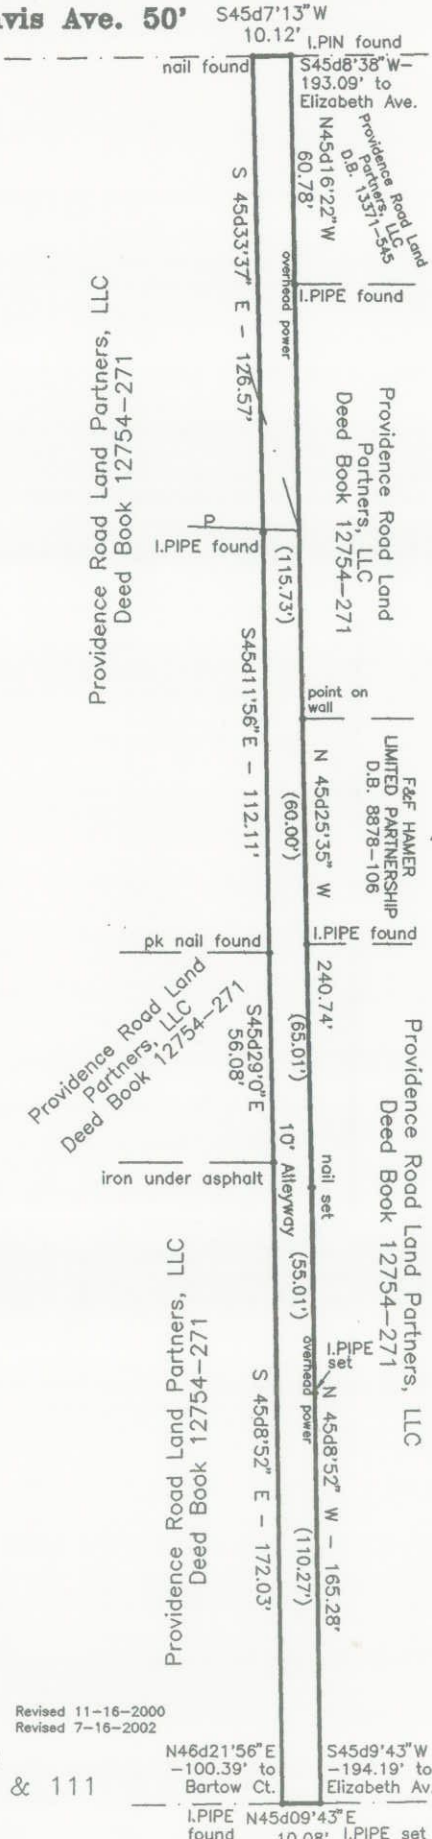 vis Ave. 50'
S45d7'13"W
10.12'
I.PIN found
nail found
S45d8'38"W-
193.09' to
Elizabeth Ave.
Providence Road Land
Partners, LLC
D.B. 13371-545
N45d16'22"W
60.78'
S 45d33'37" E - 126.57'
overhead power
I.PIPE found
Providence Road Land Partners, LLC
Deed Book 12754-271
Providence Road Land
Partners, LLC
Deed Book 12754-271
P
I.PIPE found
(115.73')
point on
wall
S45d11'56"E - 112.11'
N 45d25'35" W
(60.00')
F&F HAMER
LIMITED PARTNERSHIP
D.B. 8878-106
I.PIPE found
pk nail found
240.74'
Providence Road Land
Partners, LLC
Deed Book 12754-271
S45d29'0"E
56.08'
(65.01')
Providence Road Land Partners, LLC
Deed Book 12754-271
iron under asphalt
10' Alleyway
nail set
(55.01')
overhead power
I.PIPE
set
Providence Road Land Partners, LLC
Deed Book 12754-271
S 45d8'52" E - 172.03'
N 45d8'52" W - 165.28'
(110.27')
Revised 11-16-2000
Revised 7-16-2002
N46d21'56"E
-100.39' to
Bartow Ct.
S45d9'43"W
-194.19' to
Elizabeth Av.
& 111
I.PIPE
found
N45d09'43"E
10.08'
I.PIPE set